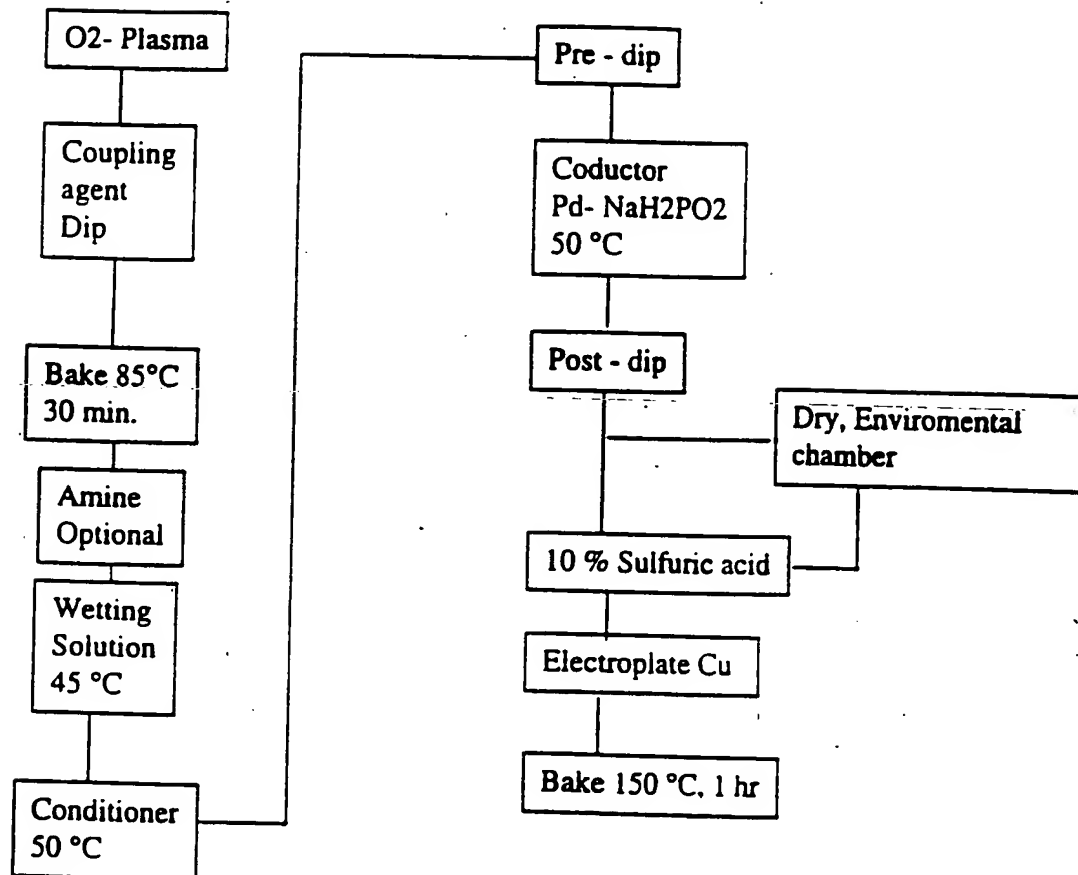 O2- Plasma
Coupling
agent
Dip
Bake 85°C
30 min.
Amine
Optional
Wetting
Solution
45 °C
Conditioner
50 °C
Pre - dip
Coductor
Pd- NaH2PO2
50 °C
Post - dip
Dry, Enviromental
chamber
10 % Sulfuric acid
Electroplate Cu
Bake 150 °C, 1 hr